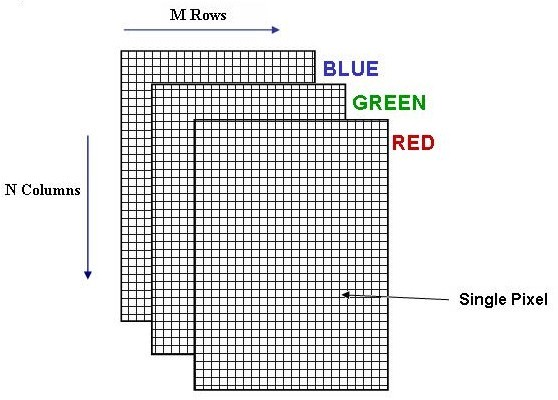 M Rows
BLUE
GREEN
RED
N Columns
Single Pixel